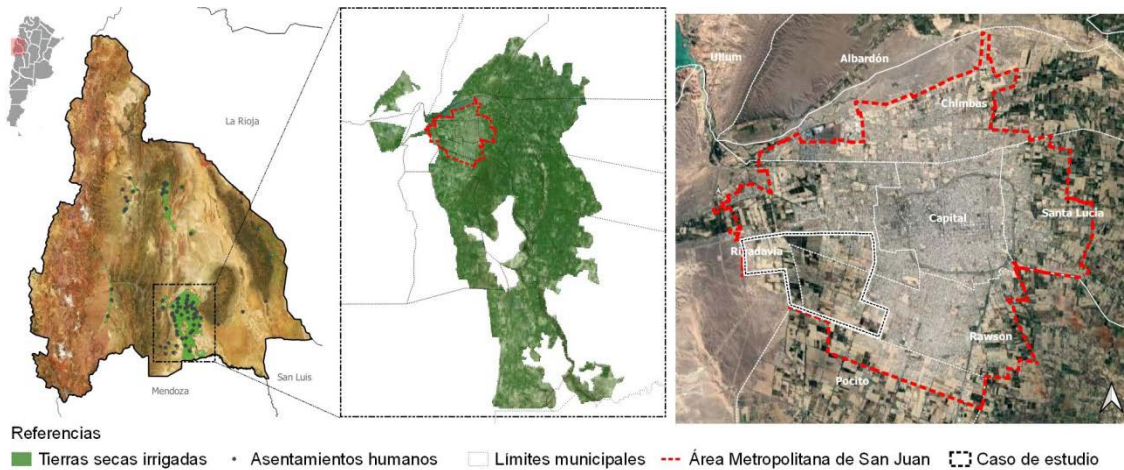 La Rioja
San Luis
Mendoza
Ullum
Albardón
Chimbas
Capital
Santa Lucía
Rivadavia
Rawson
Pocito
Referencias
Tierras secas irrigadas
Asentamientos humanos
Límites municipales
Área Metropolitana de San Juan
Caso de estudio